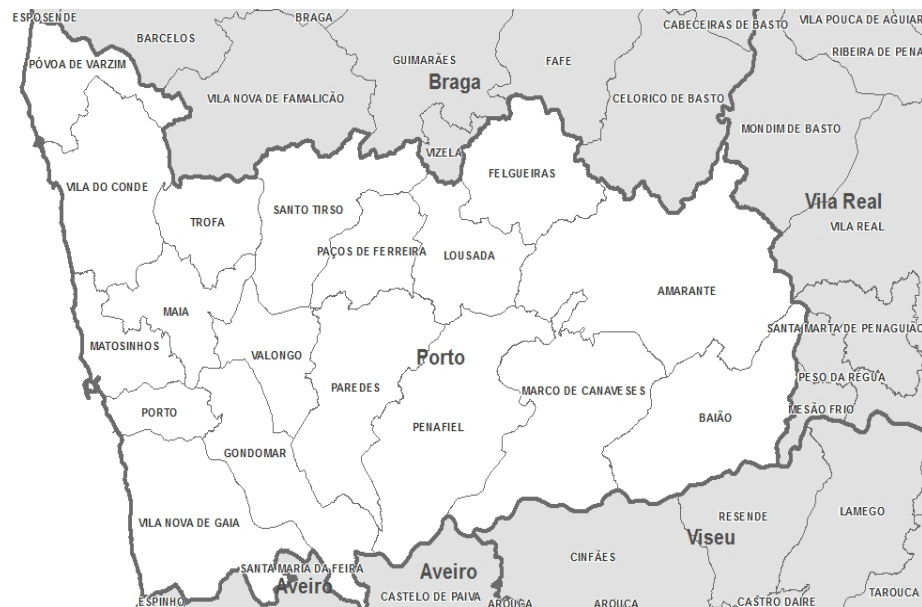 ESPOSENDE
BRAGA
CABECEIRAS DE BASTO
VILA POUCA DE AGUIAR
BARCELOS
RIBEIRA DE PENA
PÓVOA DE VARZIM
GUIMARÃES
FAFE
Braga
VILA NOVA DE FAMALICÃO
CELORICO DE BASTO
MONDIM DE BASTO
VIZELA
FELGUEIRAS
VILA DO CONDE
Vila Real
TROFA
SANTO TIRSO
VILA REAL
PAÇOS DE FERREIRA
LOUSADA
AMARANTE
MAIA
SANTA MARTA DE PENAGUIÃO
MATOSINHOS
VALONGO
Porto
PAREDES
MARCO DE CANAVESES
PESO DA RÉGUA
PORTO
MESÃO FRIO
PENAFIEL
BAIÃO
GONDOMAR
VILA NOVA DE GAIA
RESENDE
LAMEGO
Viseu
CINFÃES
SANTA MARIA DA FEIRA
Aveiro
Aveiro
CASTELO DE PAIVA
TAROUCA
ESPINHO
AROUCA
AROUCA
CASTRO DAIRE